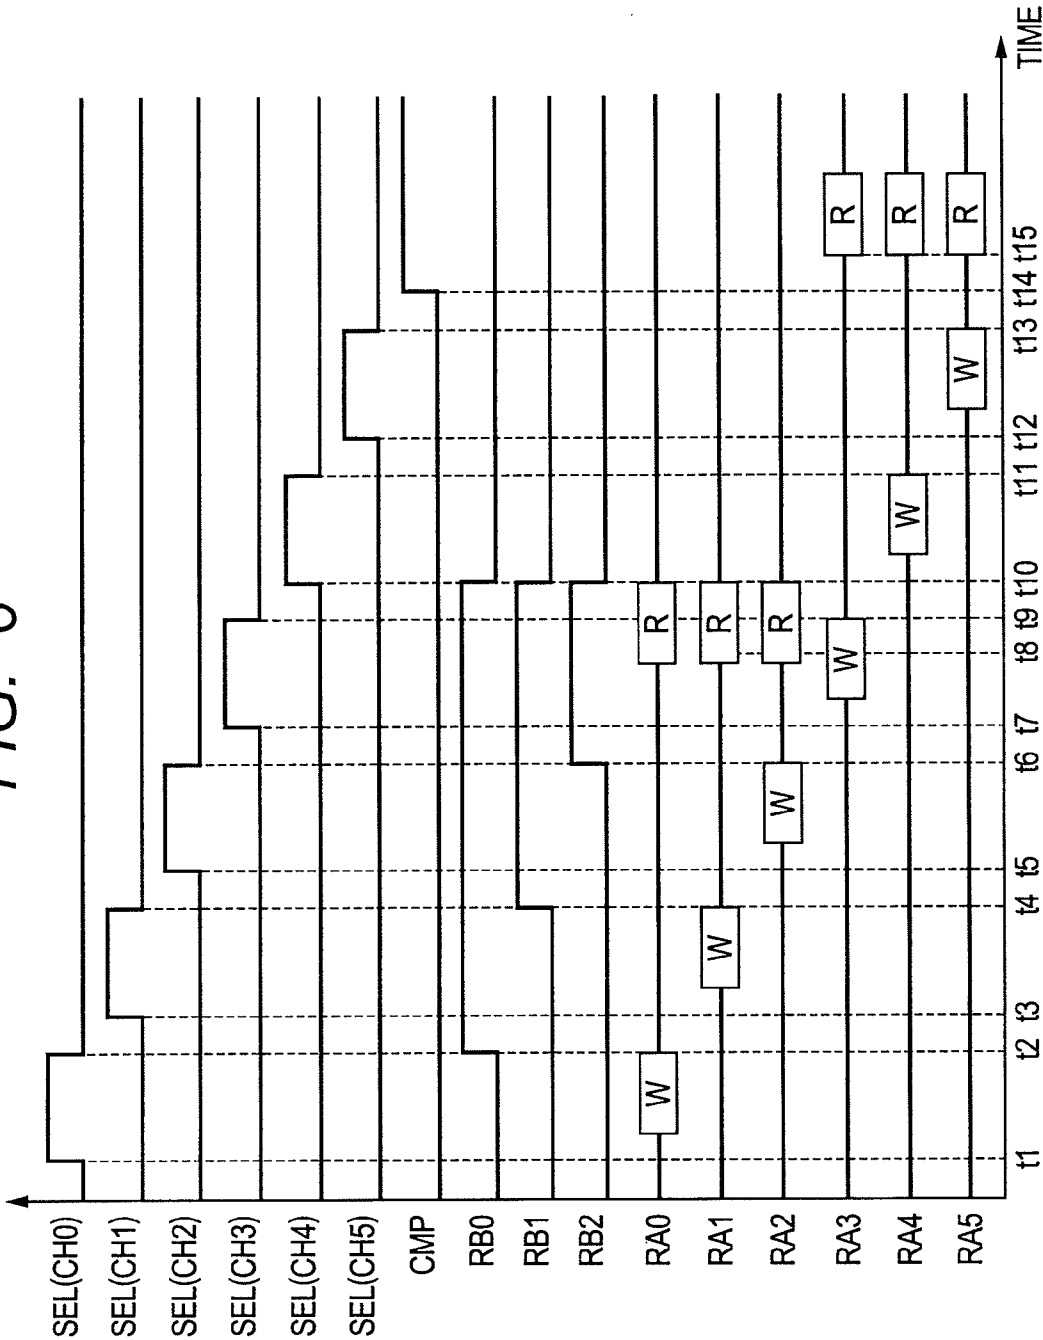 FIG.
SEL(CH0)
SEL(CH1)
SEL(CH2)
SEL(CH3)
SEL(CH4)
SEL(CH5)
CMP
RB0
RB1
RB2
RA0
W
R
RA1
W
R
RA2
W
R
RA3
W
R
RA4
W
R
RA5
W
R
t1
t2
t3
t4
t5
t6
t7
t8
t9
t10
t11
t12
t13
t14
t15
TIME